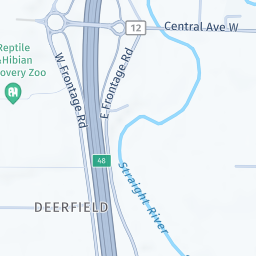 Central Ave W
12
Reptile
Hibian
overy Zoo
W Frontage Rd
E Frontage Rd
48
Straight River
DEERFIELD